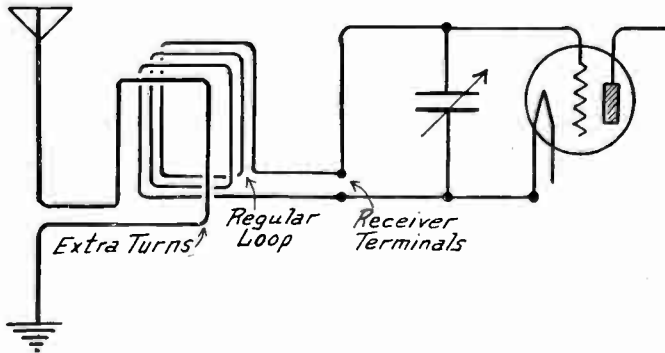 Extra Turns
Regular
Loop
Receiver
Terminals